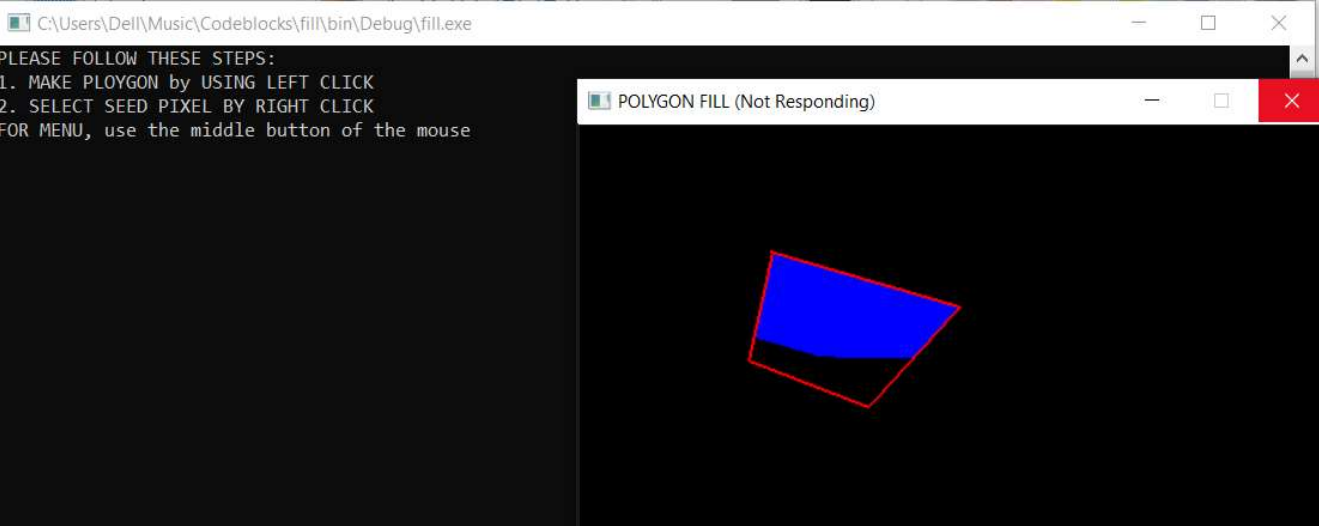 C:\Users\Dell\Music\Codeblocks\fill\bin\Debug\fill.exe
PLEASE FOLLOW THESE STEPS:
1. MAKE PLOYGON by USING LEFT CLICK
2. SELECT SEED PIXEL BY RIGHT CLICK
FOR MENU, use the middle button of the mouse
POLYGON FILL (Not Responding)